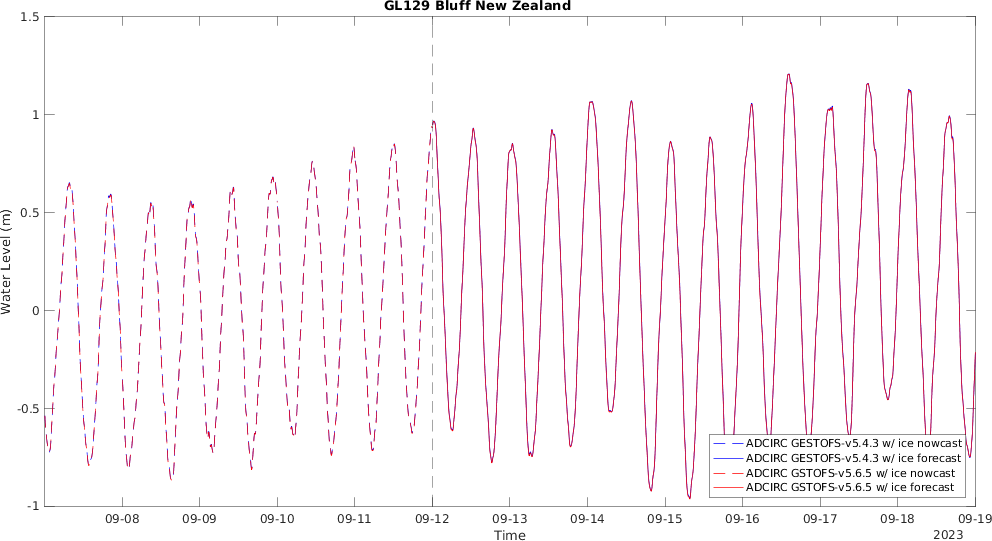 GL129 Bluff New Zealand
1.5
1
0.5
0
-0.5
-1
Water Level (m)
ADCIRC GESTOFS-v5.4.3 w/ ice nowcast
ADCIRC GESTOFS-v5.4.3 w/ ice forecast
ADCIRC GSTOFS-v5.6.5 w/ ice nowcast
ADCIRC GSTOFS-v5.6.5 w/ ice forecast
09-08 09-09 09-10 09-11 09-12 09-13 09-14 09-15 09-16 09-17 09-18 09-19
Time
2023